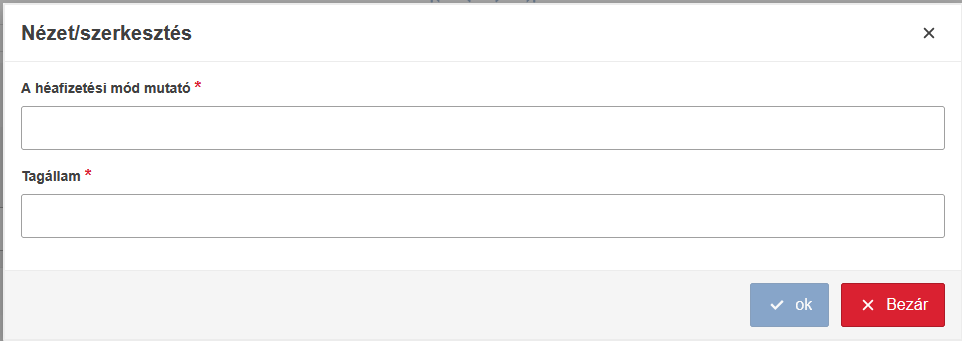 Nézet/szerkesztés
A héafizetési mód mutató *
Tagállam *
ok
Bezár